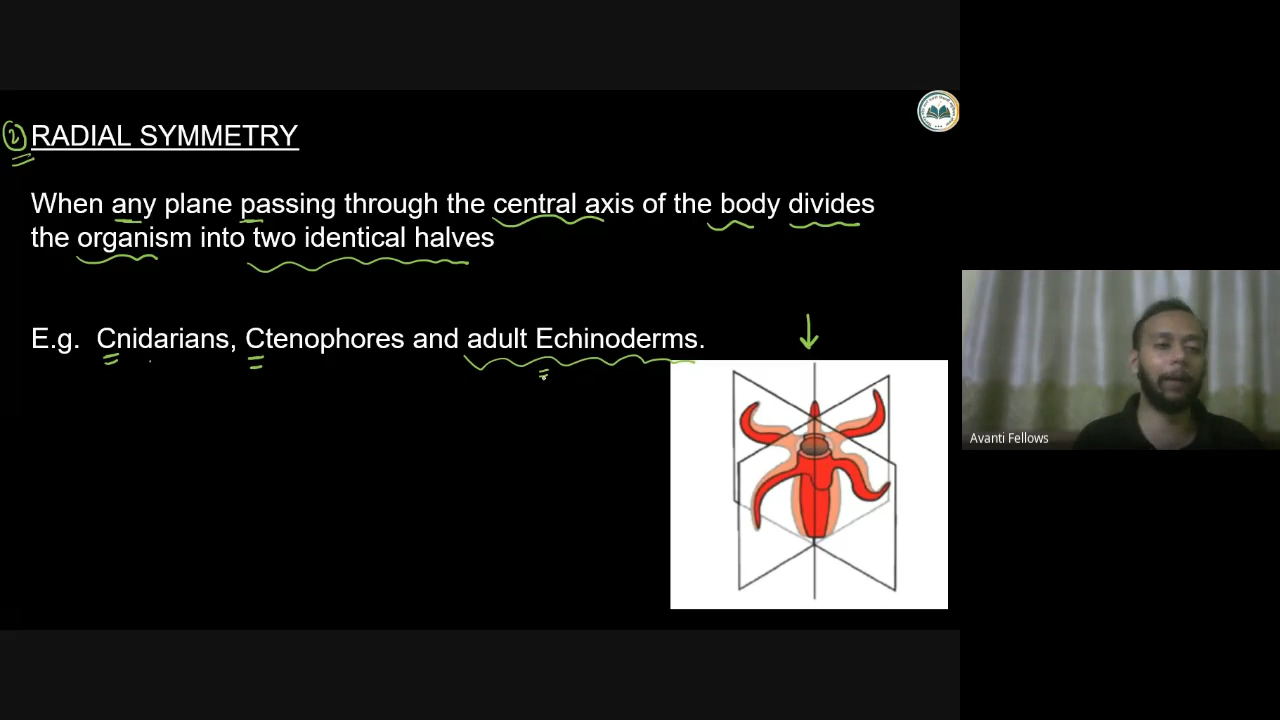 2 RADIAL SYMMETRY
When any plane passing through the central axis of the body divides
the organism into two identical halves
E.g. Cnidarians, Ctenophores and adult Echinoderms.
Avanti Fellows